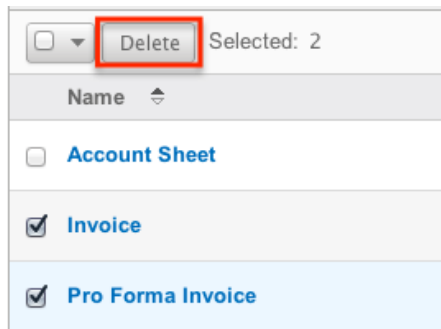 Delete Selected: 2
Name
Account Sheet
Invoice
Pro Forma Invoice